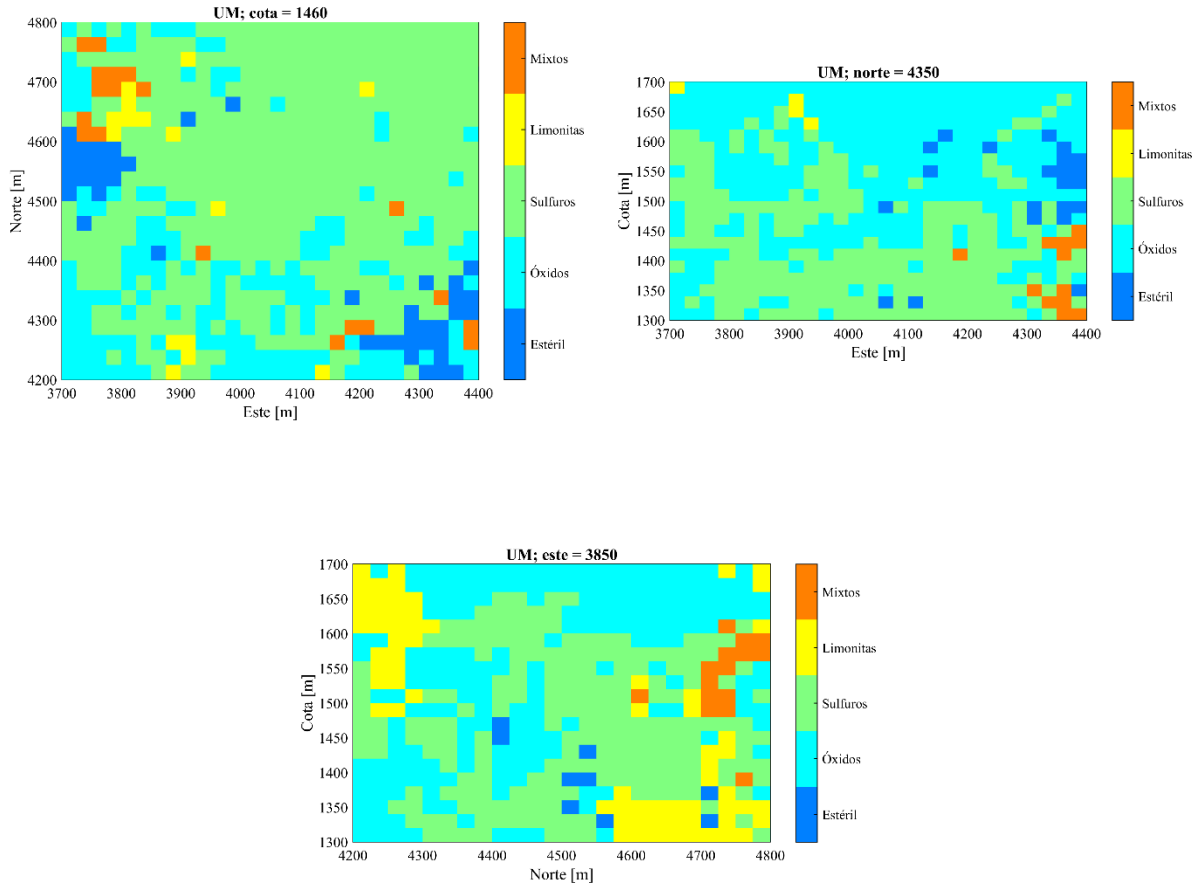 UM; cota = 1460
4800
4700
4600
4500
4400
4300
4200
Norte [m]
3700 3800 3900 4000 4100 4200 4300 4400
Este [m]
Mixtos
Limonitas
Sulfuros
Óxidos
Estéril
UM; norte = 4350
1700
1650
1600
1550
1500
1450
1400
1350
1300
Cota [m]
3700 3800 3900 4000 4100 4200 4300 4400
Este [m]
Mixtos
Limonitas
Sulfuros
Óxidos
Estéril
UM; este = 3850
1700
1650
1600
1550
1500
1450
1400
1350
1300
Cota [m]
4200 4300 4400 4500 4600 4700 4800
Norte [m]
Mixtos
Limonitas
Sulfuros
Óxidos
Estéril